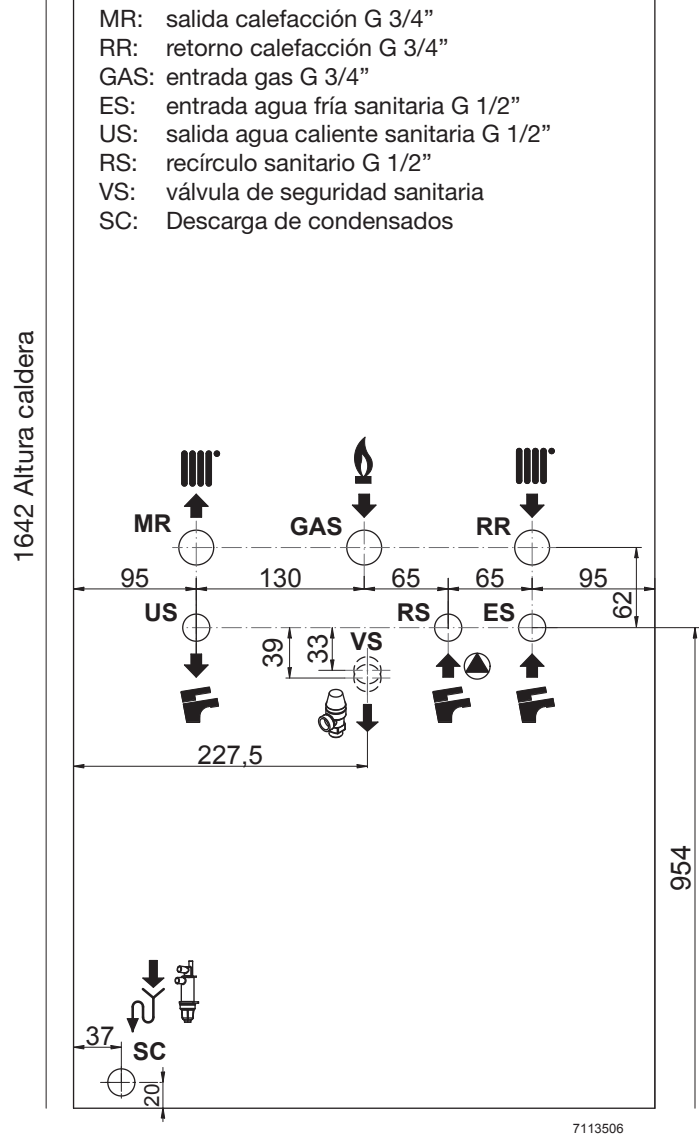 MR: salida calefacción G 3/4”
RR: retorno calefacción G 3/4”
GAS: entrada gas G 3/4”
ES: entrada agua fría sanitaria G 1/2”
US: salida agua caliente sanitaria G 1/2”
RS: recírculo sanitario G 1/2”
VS: válvula de seguridad sanitaria
SC: Descarga de condensados
1642 Altura caldera
MR GAS RR
95 130 65 65 95
62
US RS ES
39 33 VS
227,5
954
37
SC
20
7113506